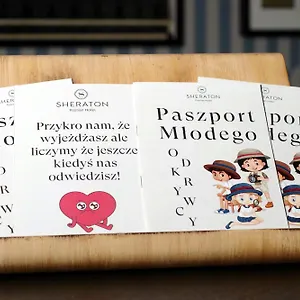 SHERATON
Przykro nam, że
wyjeżdżasz ale
liczymy że jeszcze
kiedyś nas
odwiedzisz!
SHERATON
Paszport
Młodego
O
D
K
R
Y
W
C
Y